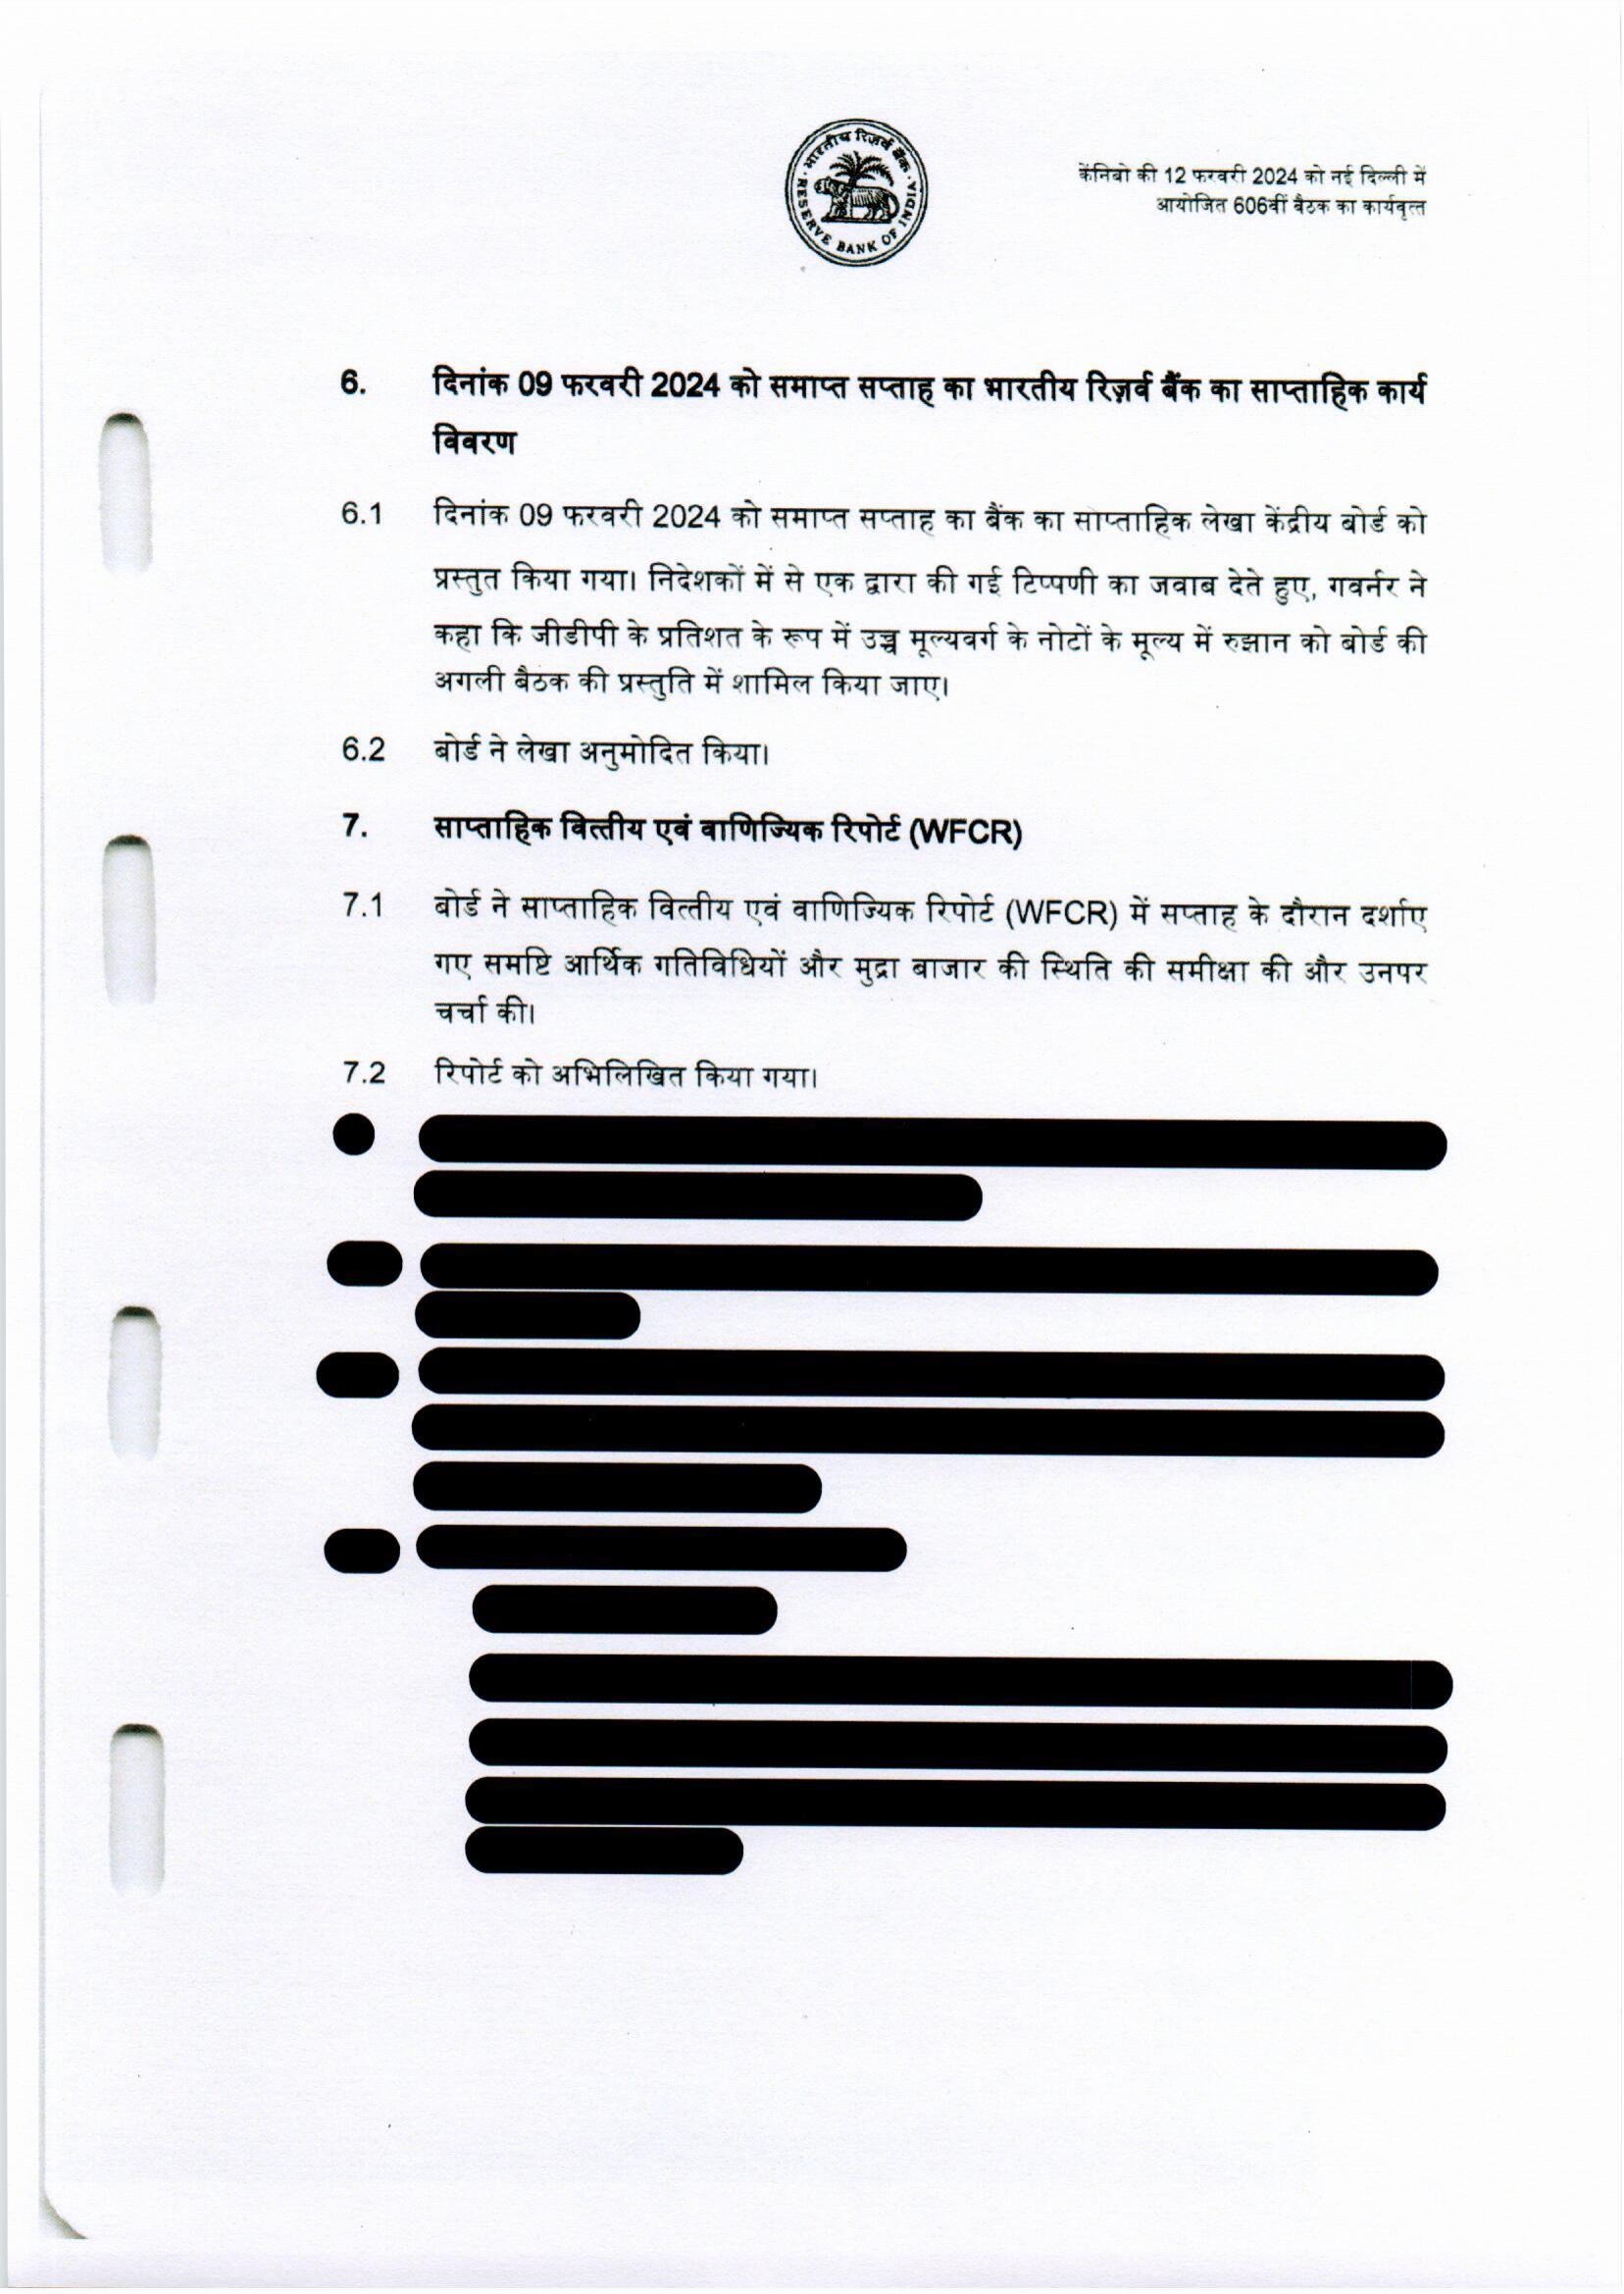 भारतीय रिज़र्व बैंक
RESERVE BANK OF INDIA
केंनिबो की 12 फरवरी 2024 को नई दिल्ली में
आयोजित 606वीं बैठक का कार्यवृत्त
6. दिनांक 09 फरवरी 2024 को समाप्त सप्ताह का भारतीय रिज़र्व बैंक का साप्ताहिक कार्य
विवरण
6.1 दिनांक 09 फरवरी 2024 को समाप्त सप्ताह का बैंक का साप्ताहिक लेखा केंद्रीय बोर्ड को
प्रस्तुत किया गया। निदेशकों में से एक द्वारा की गई टिप्पणी का जवाब देते हुए, गवर्नर ने
कहा कि जीडीपी के प्रतिशत के रूप में उच्च मूल्यवर्ग के नोटों के मूल्य में रुझान को बोर्ड की
अगली बैठक की प्रस्तुति में शामिल किया जाए।
6.2 बोर्ड ने लेखा अनुमोदित किया।
7. साप्ताहिक वित्तीय एवं वाणिज्यिक रिपोर्ट (WFCR)
7.1 बोर्ड ने साप्ताहिक वित्तीय एवं वाणिज्यिक रिपोर्ट (WFCR) में सप्ताह के दौरान दर्शाए
गए समष्टि आर्थिक गतिविधियों और मुद्रा बाजार की स्थिति की समीक्षा की और उनपर
चर्चा की।
7.2 रिपोर्ट को अभिलिखित किया गया।